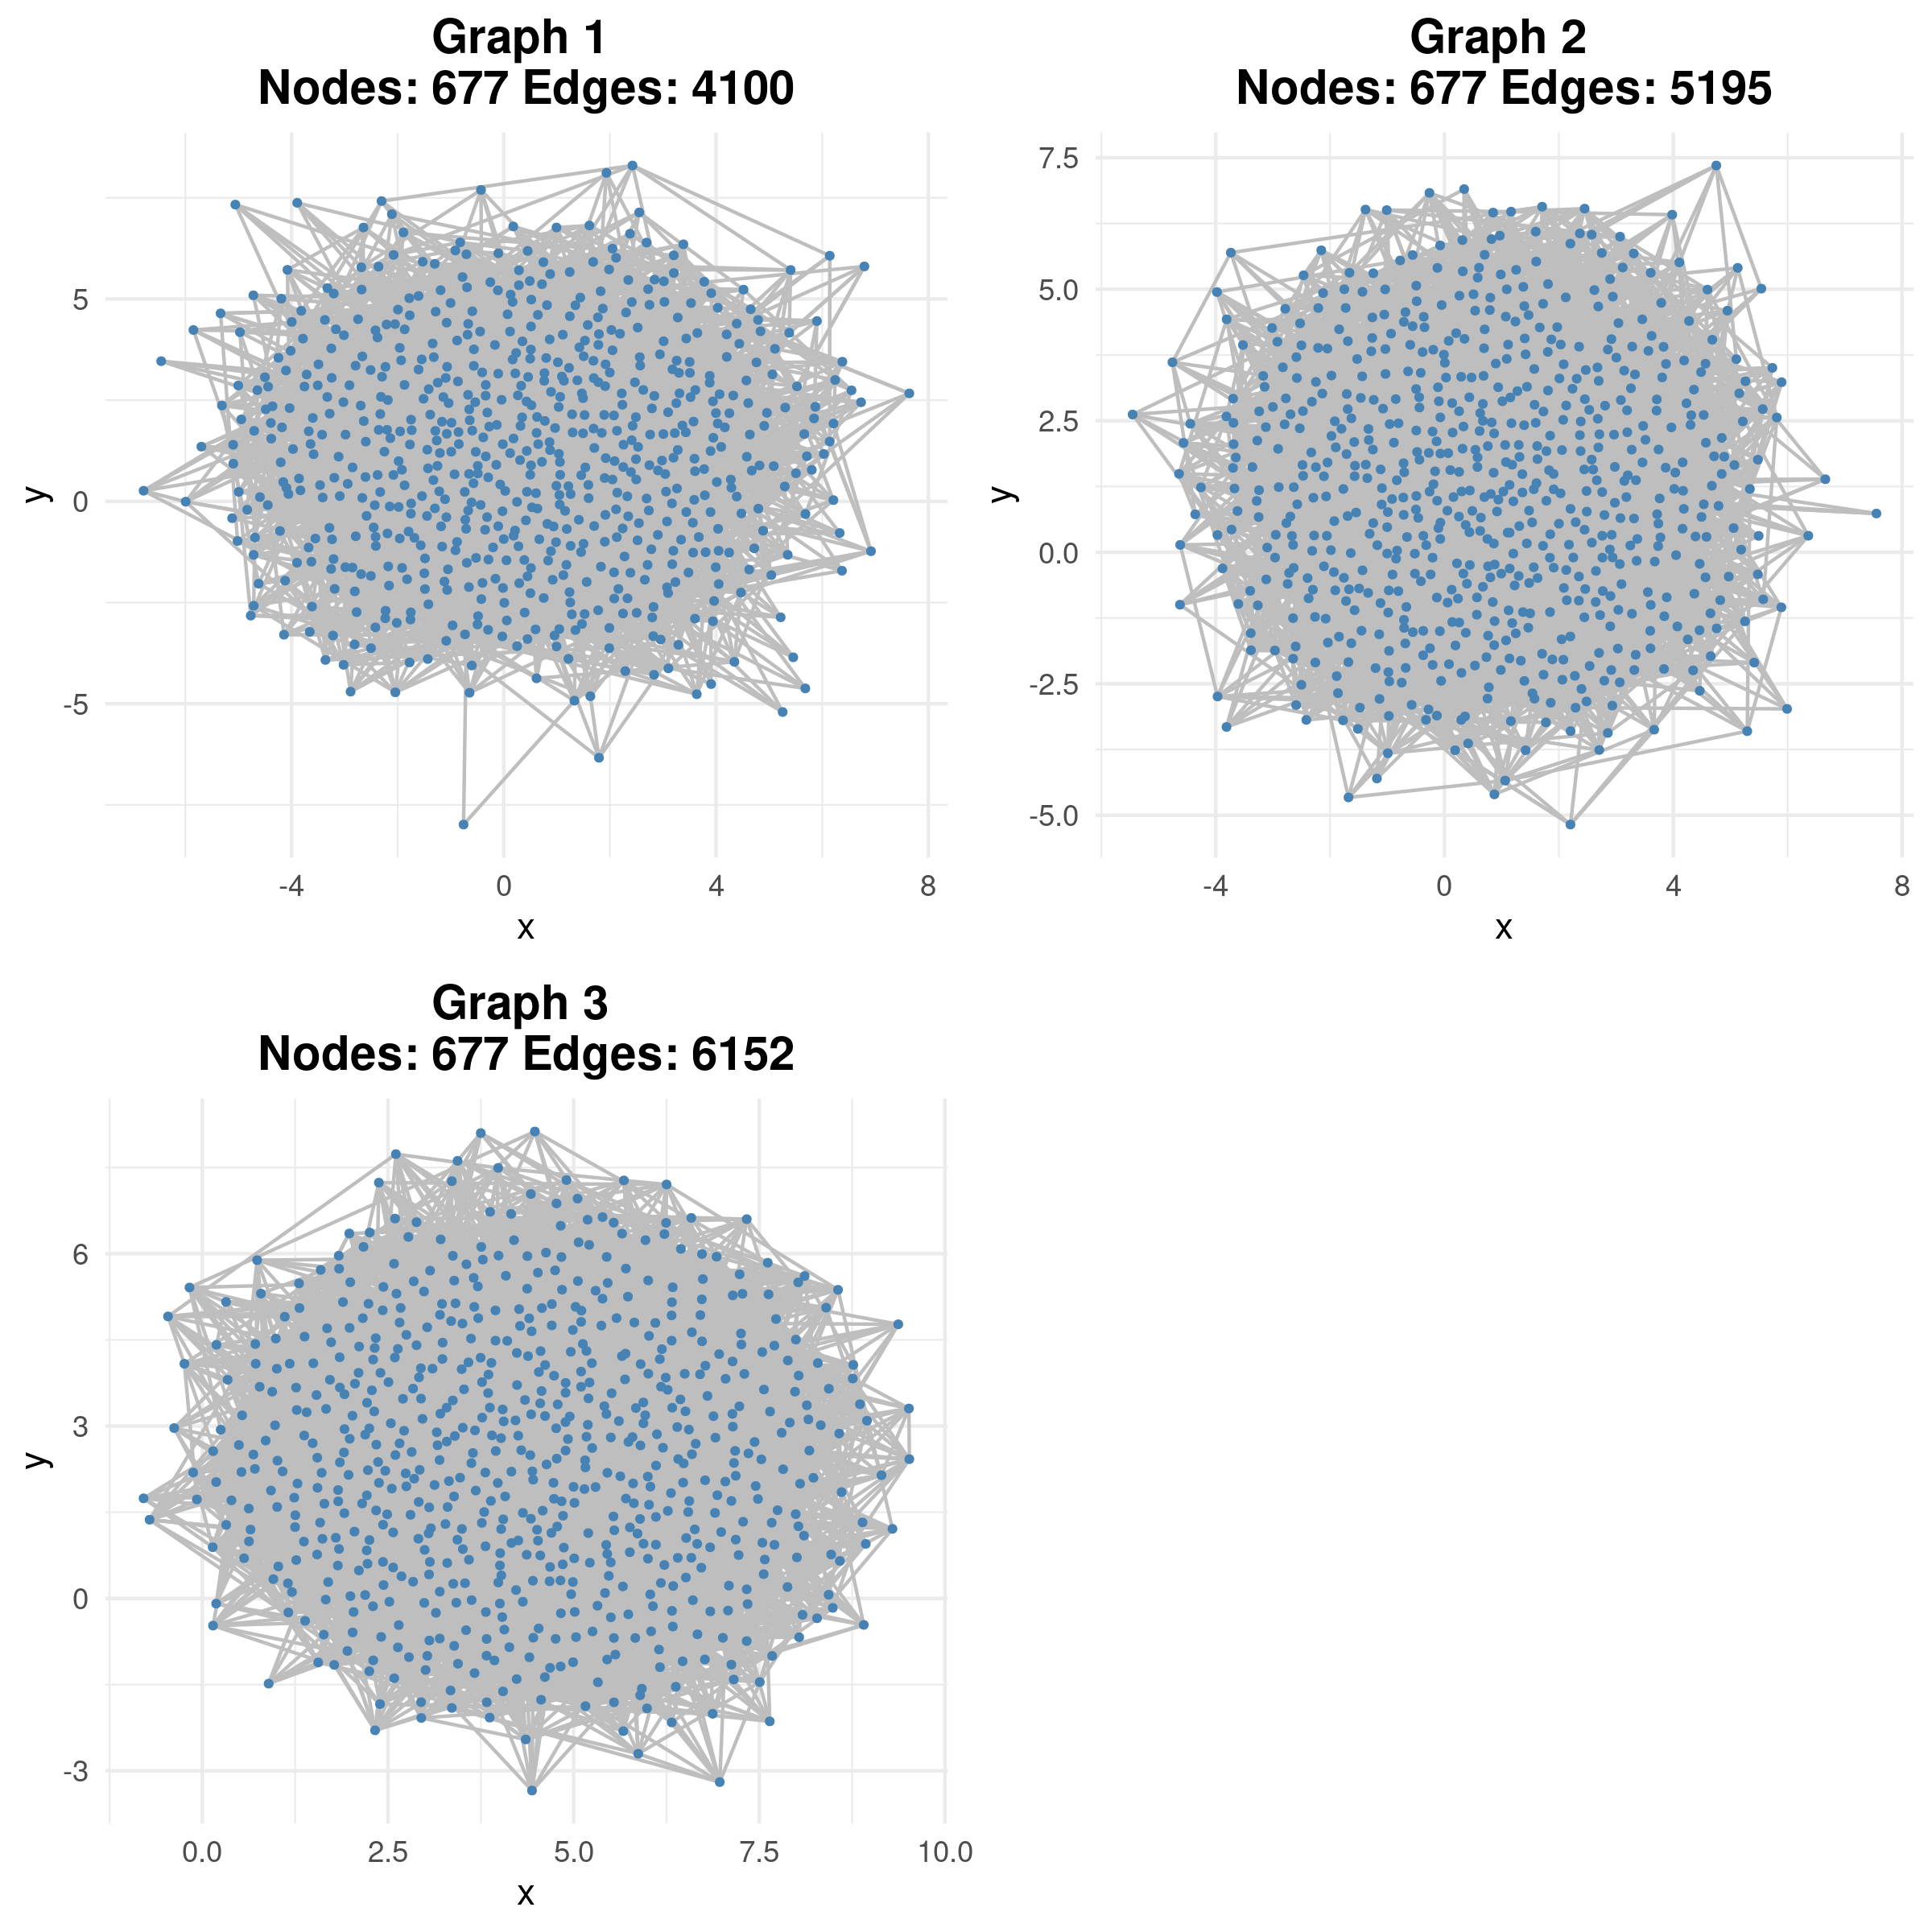 Graph 1
Nodes: 677 Edges: 4100
5
0
-5
y
-4 0 4 8
x
Graph 2
Nodes: 677 Edges: 5195
7.5
5.0
2.5
0.0
-2.5
-5.0
y
-4 0 4 8
x
Graph 3
Nodes: 677 Edges: 6152
6
3
0
-3
y
0.0 2.5 5.0 7.5 10.0
x